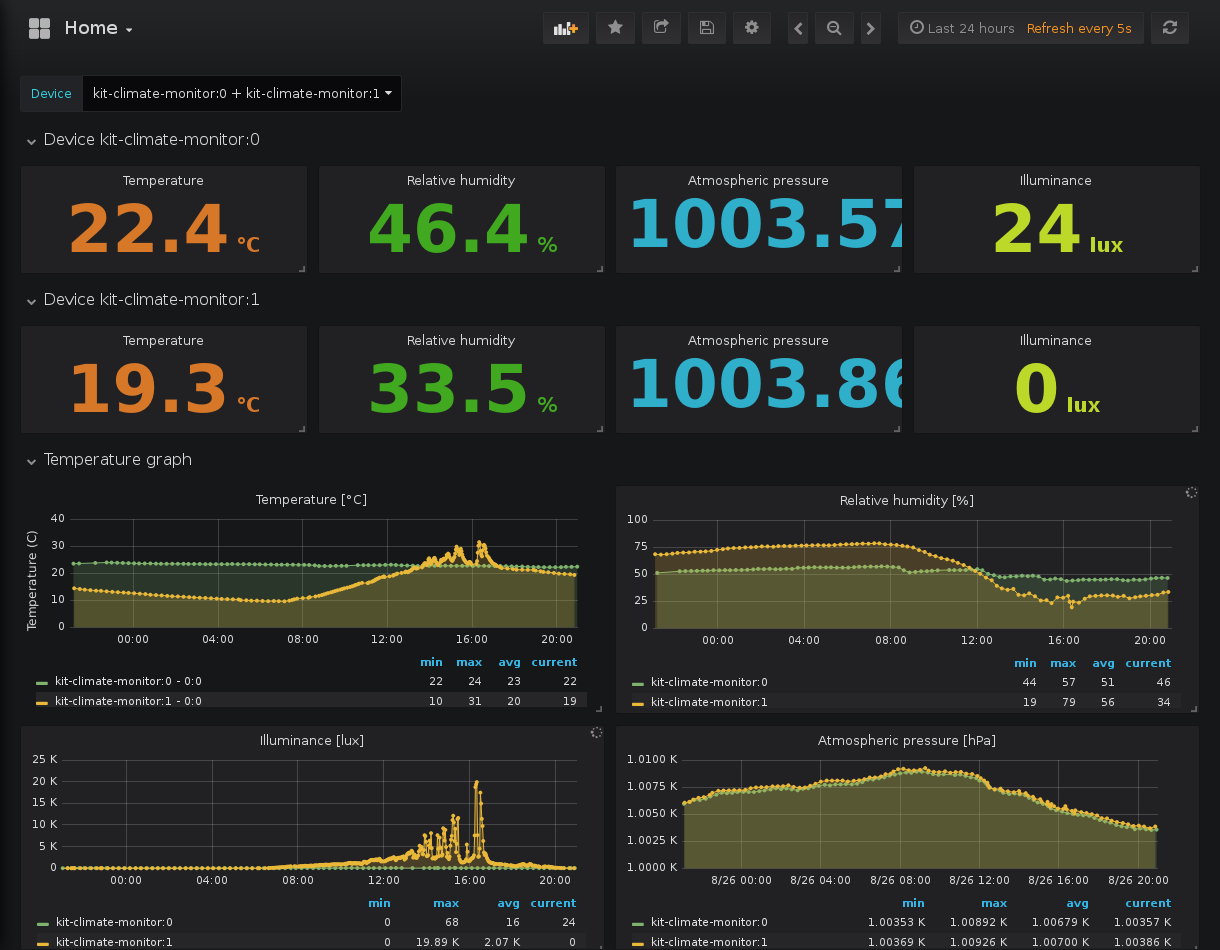 Home
Last 24 hours Refresh every 5s
Device kit-climate-monitor:0 + kit-climate-monitor:1
Device kit-climate-monitor:0
Temperature Relative humidity Atmospheric pressure Illuminance
22.4 °C 46.4 % 1003.57 24 lux
Device kit-climate-monitor:1
Temperature Relative humidity Atmospheric pressure Illuminance
19.3 °C 33.5 % 1003.86 0 lux
Temperature graph
Temperature [°C]
Temperature (C)
40
30
20
10
0
00:00 04:00 08:00 12:00 16:00 20:00
min max avg current
kit-climate-monitor:0 - 0:0 22 24 23 22
kit-climate-monitor:1 - 0:0 10 31 20 19
Relative humidity [%]
100
75
50
25
0
00:00 04:00 08:00 12:00 16:00 20:00
min max avg current
kit-climate-monitor:0 44 57 51 46
kit-climate-monitor:1 19 79 56 34
Illuminance [lux]
25 K
20 K
15 K
10 K
5 K
0
00:00 04:00 08:00 12:00 16:00 20:00
min max avg current
kit-climate-monitor:0 0 68 16 24
kit-climate-monitor:1 0 19.89 K 2.07 K 0
Atmospheric pressure [hPa]
1.0100 K
1.0075 K
1.0050 K
1.0025 K
1.0000 K
8/26 00:00 8/26 04:00 8/26 08:00 8/26 12:00 8/26 16:00 8/26 20:00
min max avg current
kit-climate-monitor:0 1.00353 K 1.00892 K 1.00679 K 1.00357 K
kit-climate-monitor:1 1.00369 K 1.00926 K 1.00700 K 1.00386 K